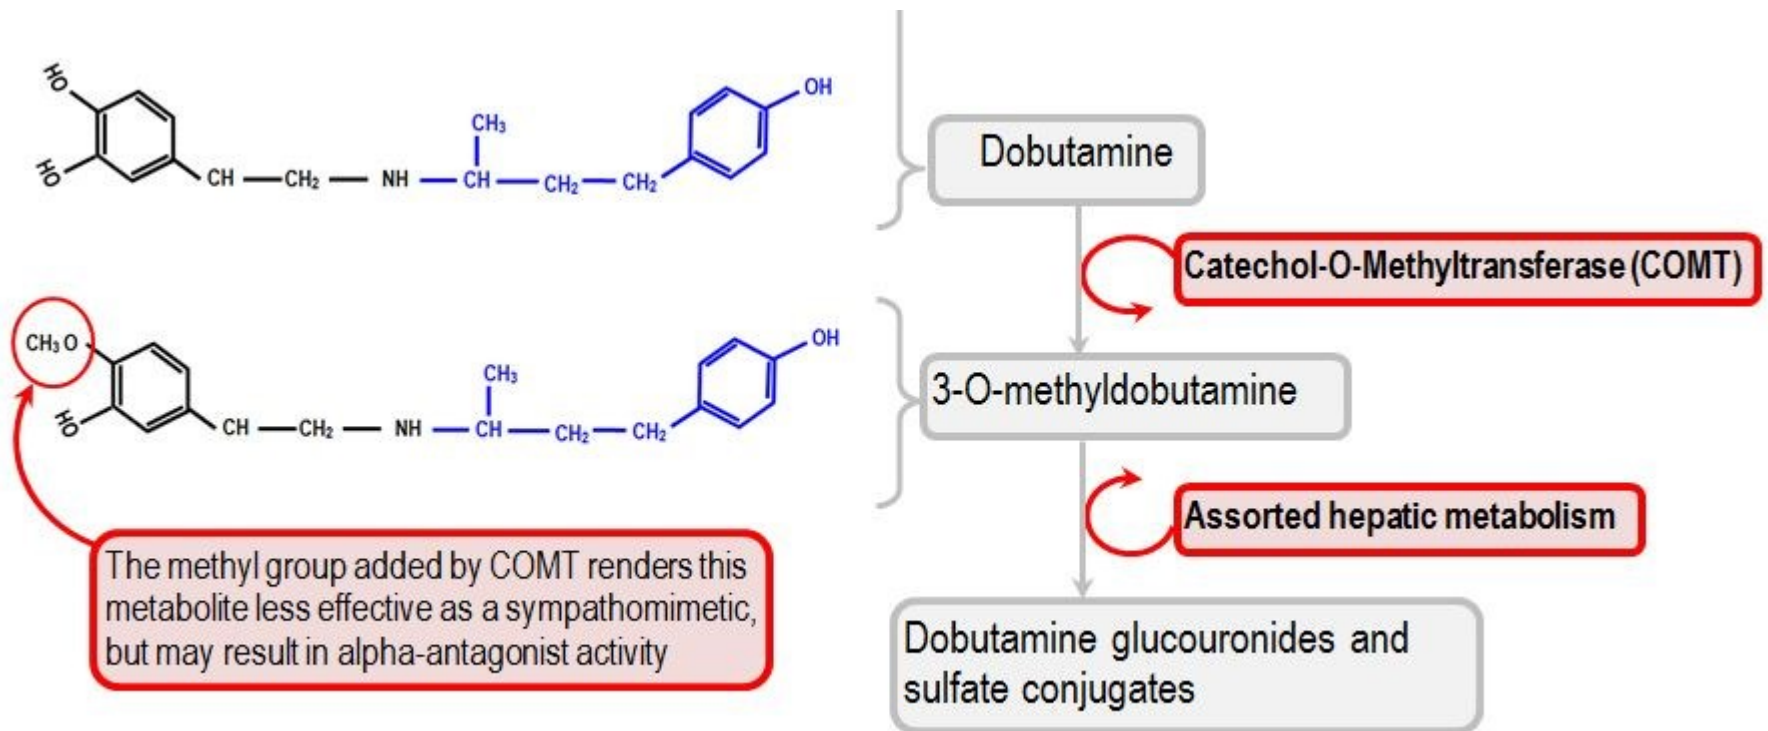 HO
HO
CH
CH₂
NH
CH
CH₃
CH₂
CH₂
OH
Dobutamine
Catechol-O-Methyltransferase (COMT)
CH₃O
HO
CH
CH₂
NH
CH
CH₃
CH₂
CH₂
OH
3-O-methyldobutamine
Assorted hepatic metabolism
The methyl group added by COMT renders this
metabolite less effective as a sympathomimetic,
but may result in alpha-antagonist activity
Dobutamine glucouronides and
sulfate conjugates